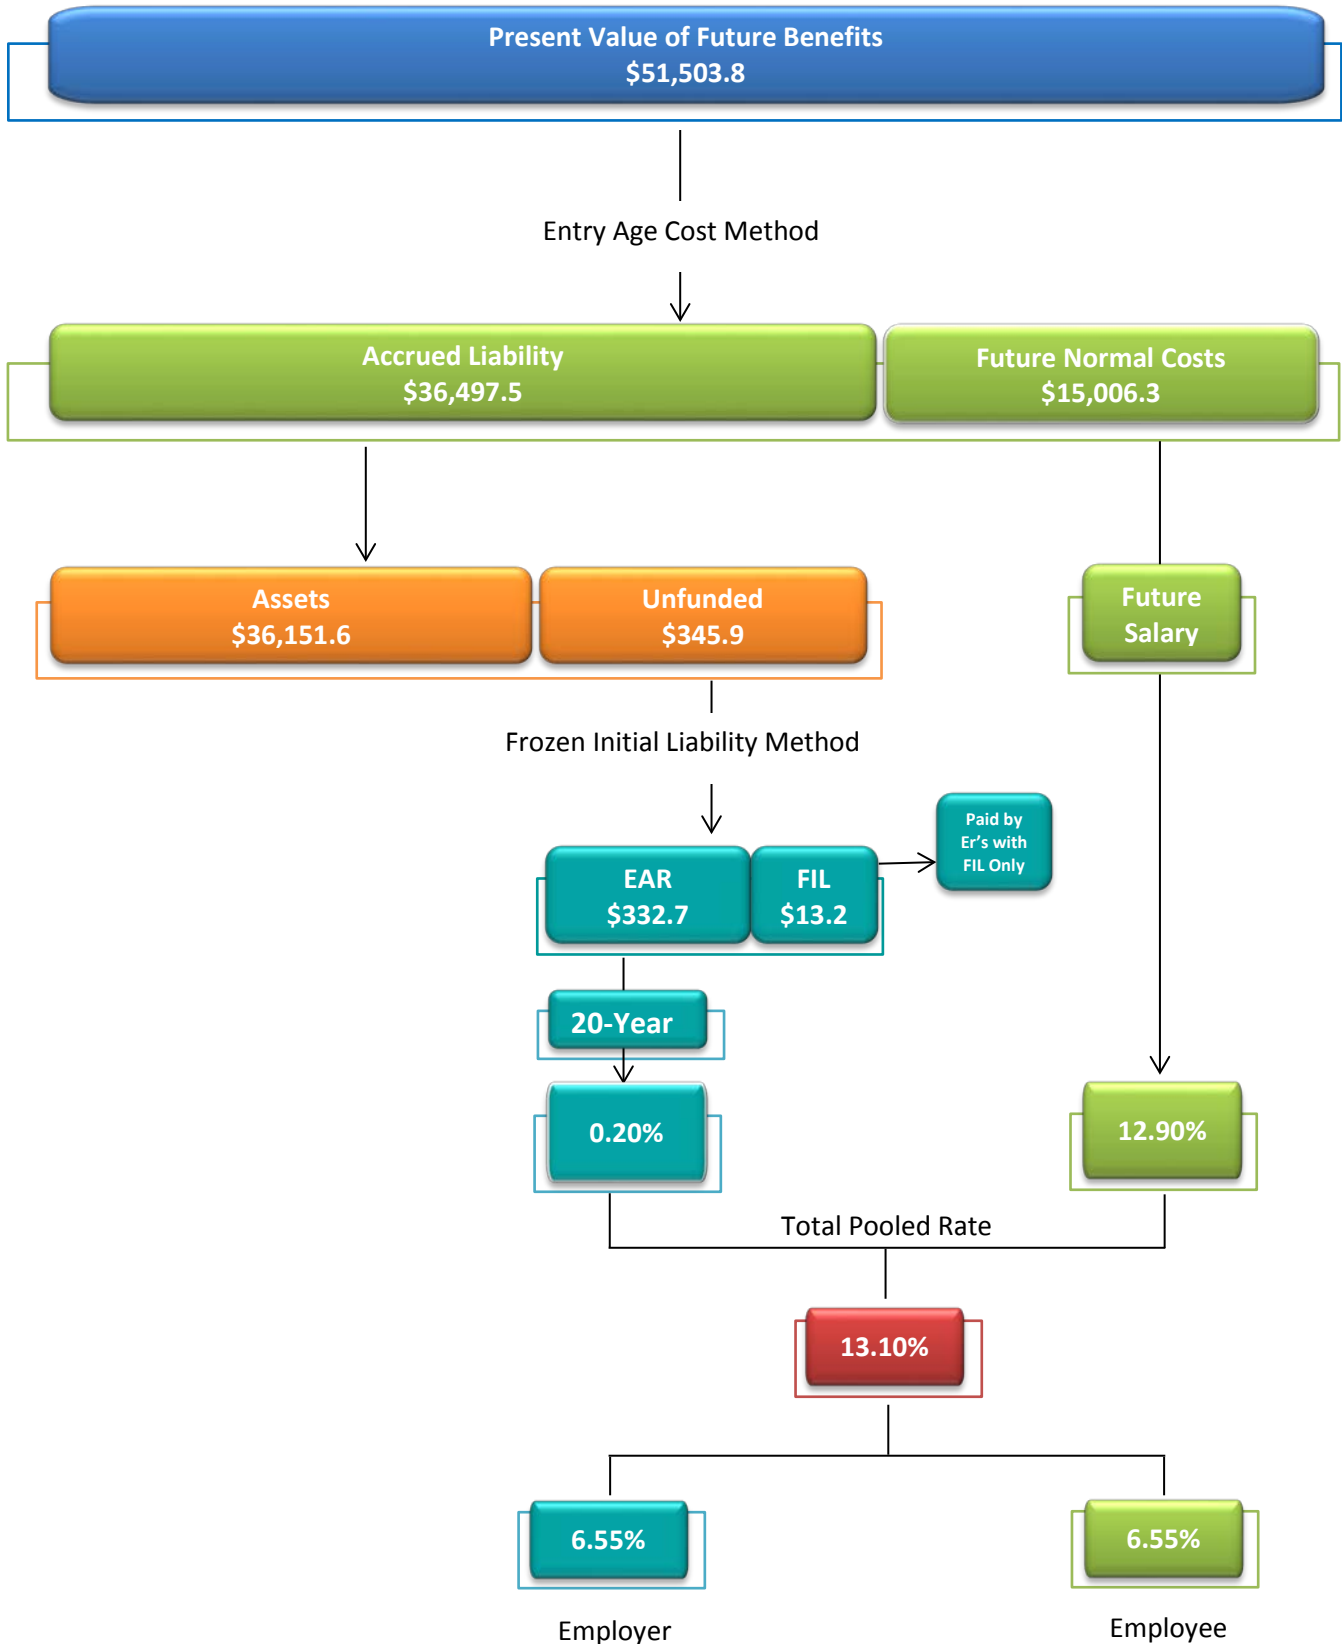 Present Value of Future Benefits
$51,503.8
Entry Age Cost Method
Accrued Liability
$36,497.5
Future Normal Costs
$15,006.3
Assets
$36,151.6
Unfunded
$345.9
Future
Salary
Frozen Initial Liability Method
Paid by
Er's with
FIL Only
EAR
$332.7
FIL
$13.2
20-Year
0.20%
12.90%
Total Pooled Rate
13.10%
6.55%
6.55%
Employer
Employee